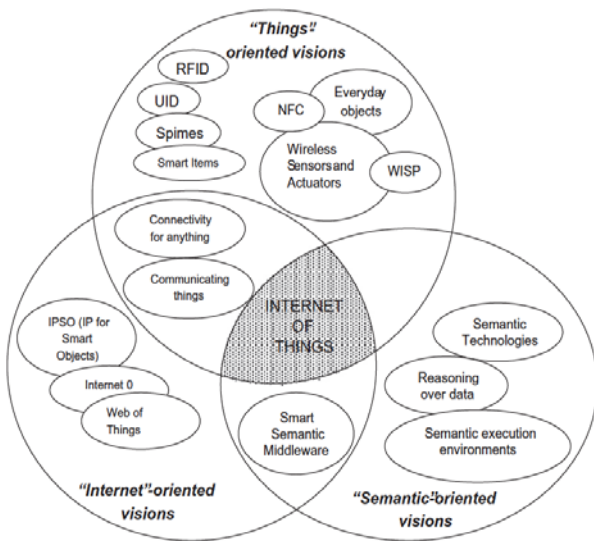 "Things"-
oriented visions
RFID
UID
Spimes
Smart Items
NFC
Everyday
objects
Wireless
Sensors and
Actuators
WISP
Connectivity
for anything
Communicating
things
INTERNET
OF
THINGS
IPSO (IP for
Smart
Objects)
Internet 0
Web of
Things
Semantic
Technologies
Reasoning
over data
Semantic execution
environments
Smart
Semantic
Middleware
"Internet"-oriented
visions
"Semantic"-oriented
visions